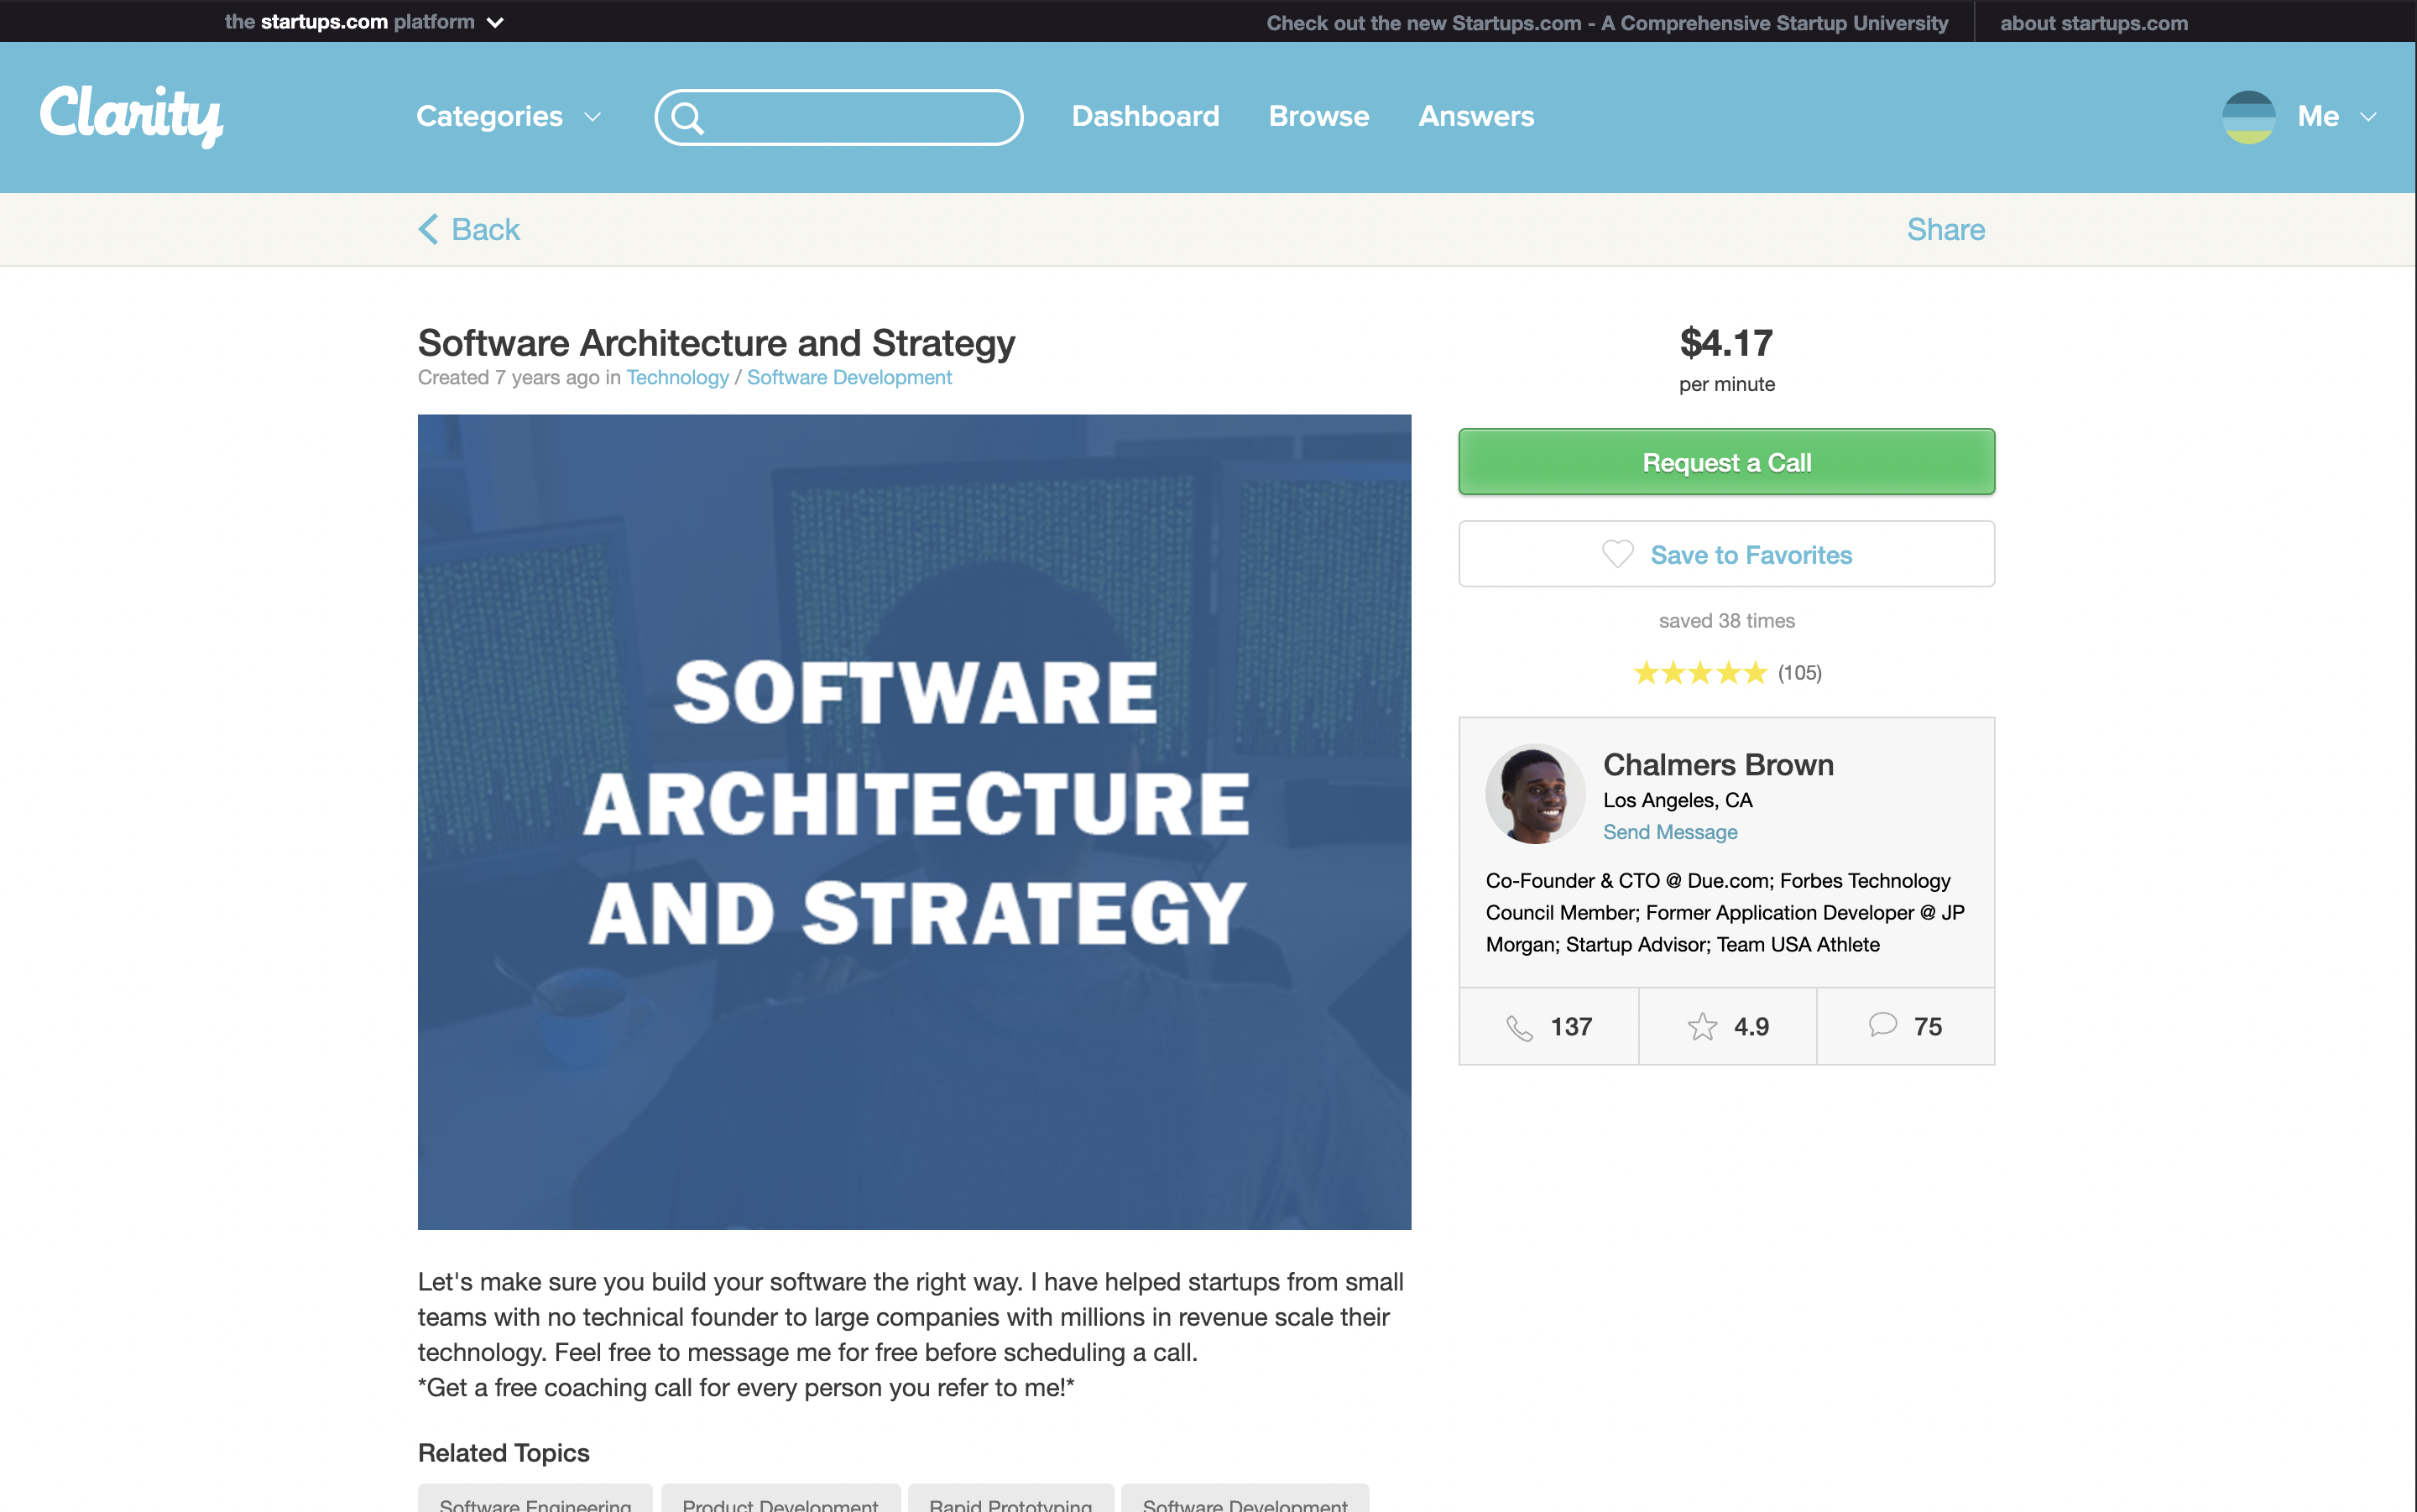 the startups.com platform
Check out the new Startups.com - A Comprehensive Startup University
about startups.com
Clarity
Categories
Dashboard
Browse
Answers
Me
Back
Share
Software Architecture and Strategy
Created 7 years ago in Technology / Software Development
SOFTWARE
ARCHITECTURE
AND STRATEGY
Let's make sure you build your software the right way. I have helped startups from small
teams with no technical founder to large companies with millions in revenue scale their
technology. Feel free to message me for free before scheduling a call.
*Get a free coaching call for every person you refer to me!*
Related Topics
Software Engineering
Product Development
Rapid Prototyping
Software Development
$4.17
per minute
Request a Call
Save to Favorites
saved 38 times
(105)
Chalmers Brown
Los Angeles, CA
Send Message
Co-Founder & CTO @ Due.com; Forbes Technology
Council Member; Former Application Developer @ JP
Morgan; Startup Advisor; Team USA Athlete
137
4.9
75